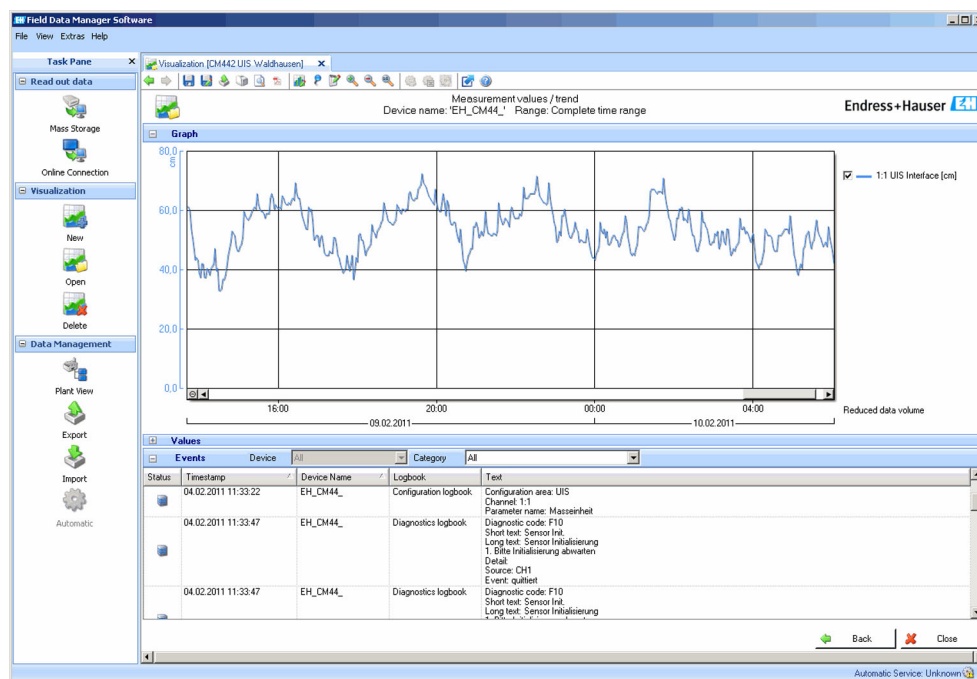 Field Data Manager Software
File View Extras Help
Task Pane
Read out data
Mass Storage
Online Connection
Visualization
New
Open
Delete
Data Management
Plant View
Export
Import
Automatic
Visualization [CM442 UIS Waldhausen]
Measurement values / trend
Device name: 'EH_CM44_' Range: Complete time range
Endress+Hauser
Graph
80,0
cm
60,0
40,0
20,0
0,0
16:00 20:00 00:00 04:00
09.02.2011 10.02.2011
1:1 UIS Interface [cm]
Reduced data volume
Values
Events Device All Category All
Status Timestamp Device Name Logbook Text
04.02.2011 11:33:22 EH_CM44_ Configuration logbook Configuration area: UIS
Channel: 1:1
Parameter name: Masseinheit
04.02.2011 11:33:47 EH_CM44_ Diagnostics logbook Diagnostic code: F10
Short text: Sensor Init.
Long text: Sensor Initialisierung
1. Bitte Initialisierung abwarten
Detail:
Source: CH1
Event: quittiert
04.02.2011 11:33:47 EH_CM44_ Diagnostics logbook Diagnostic code: F10
Short text: Sensor Init.
Long text: Sensor Initialisierung
Back Close
Automatic Service: Unknown